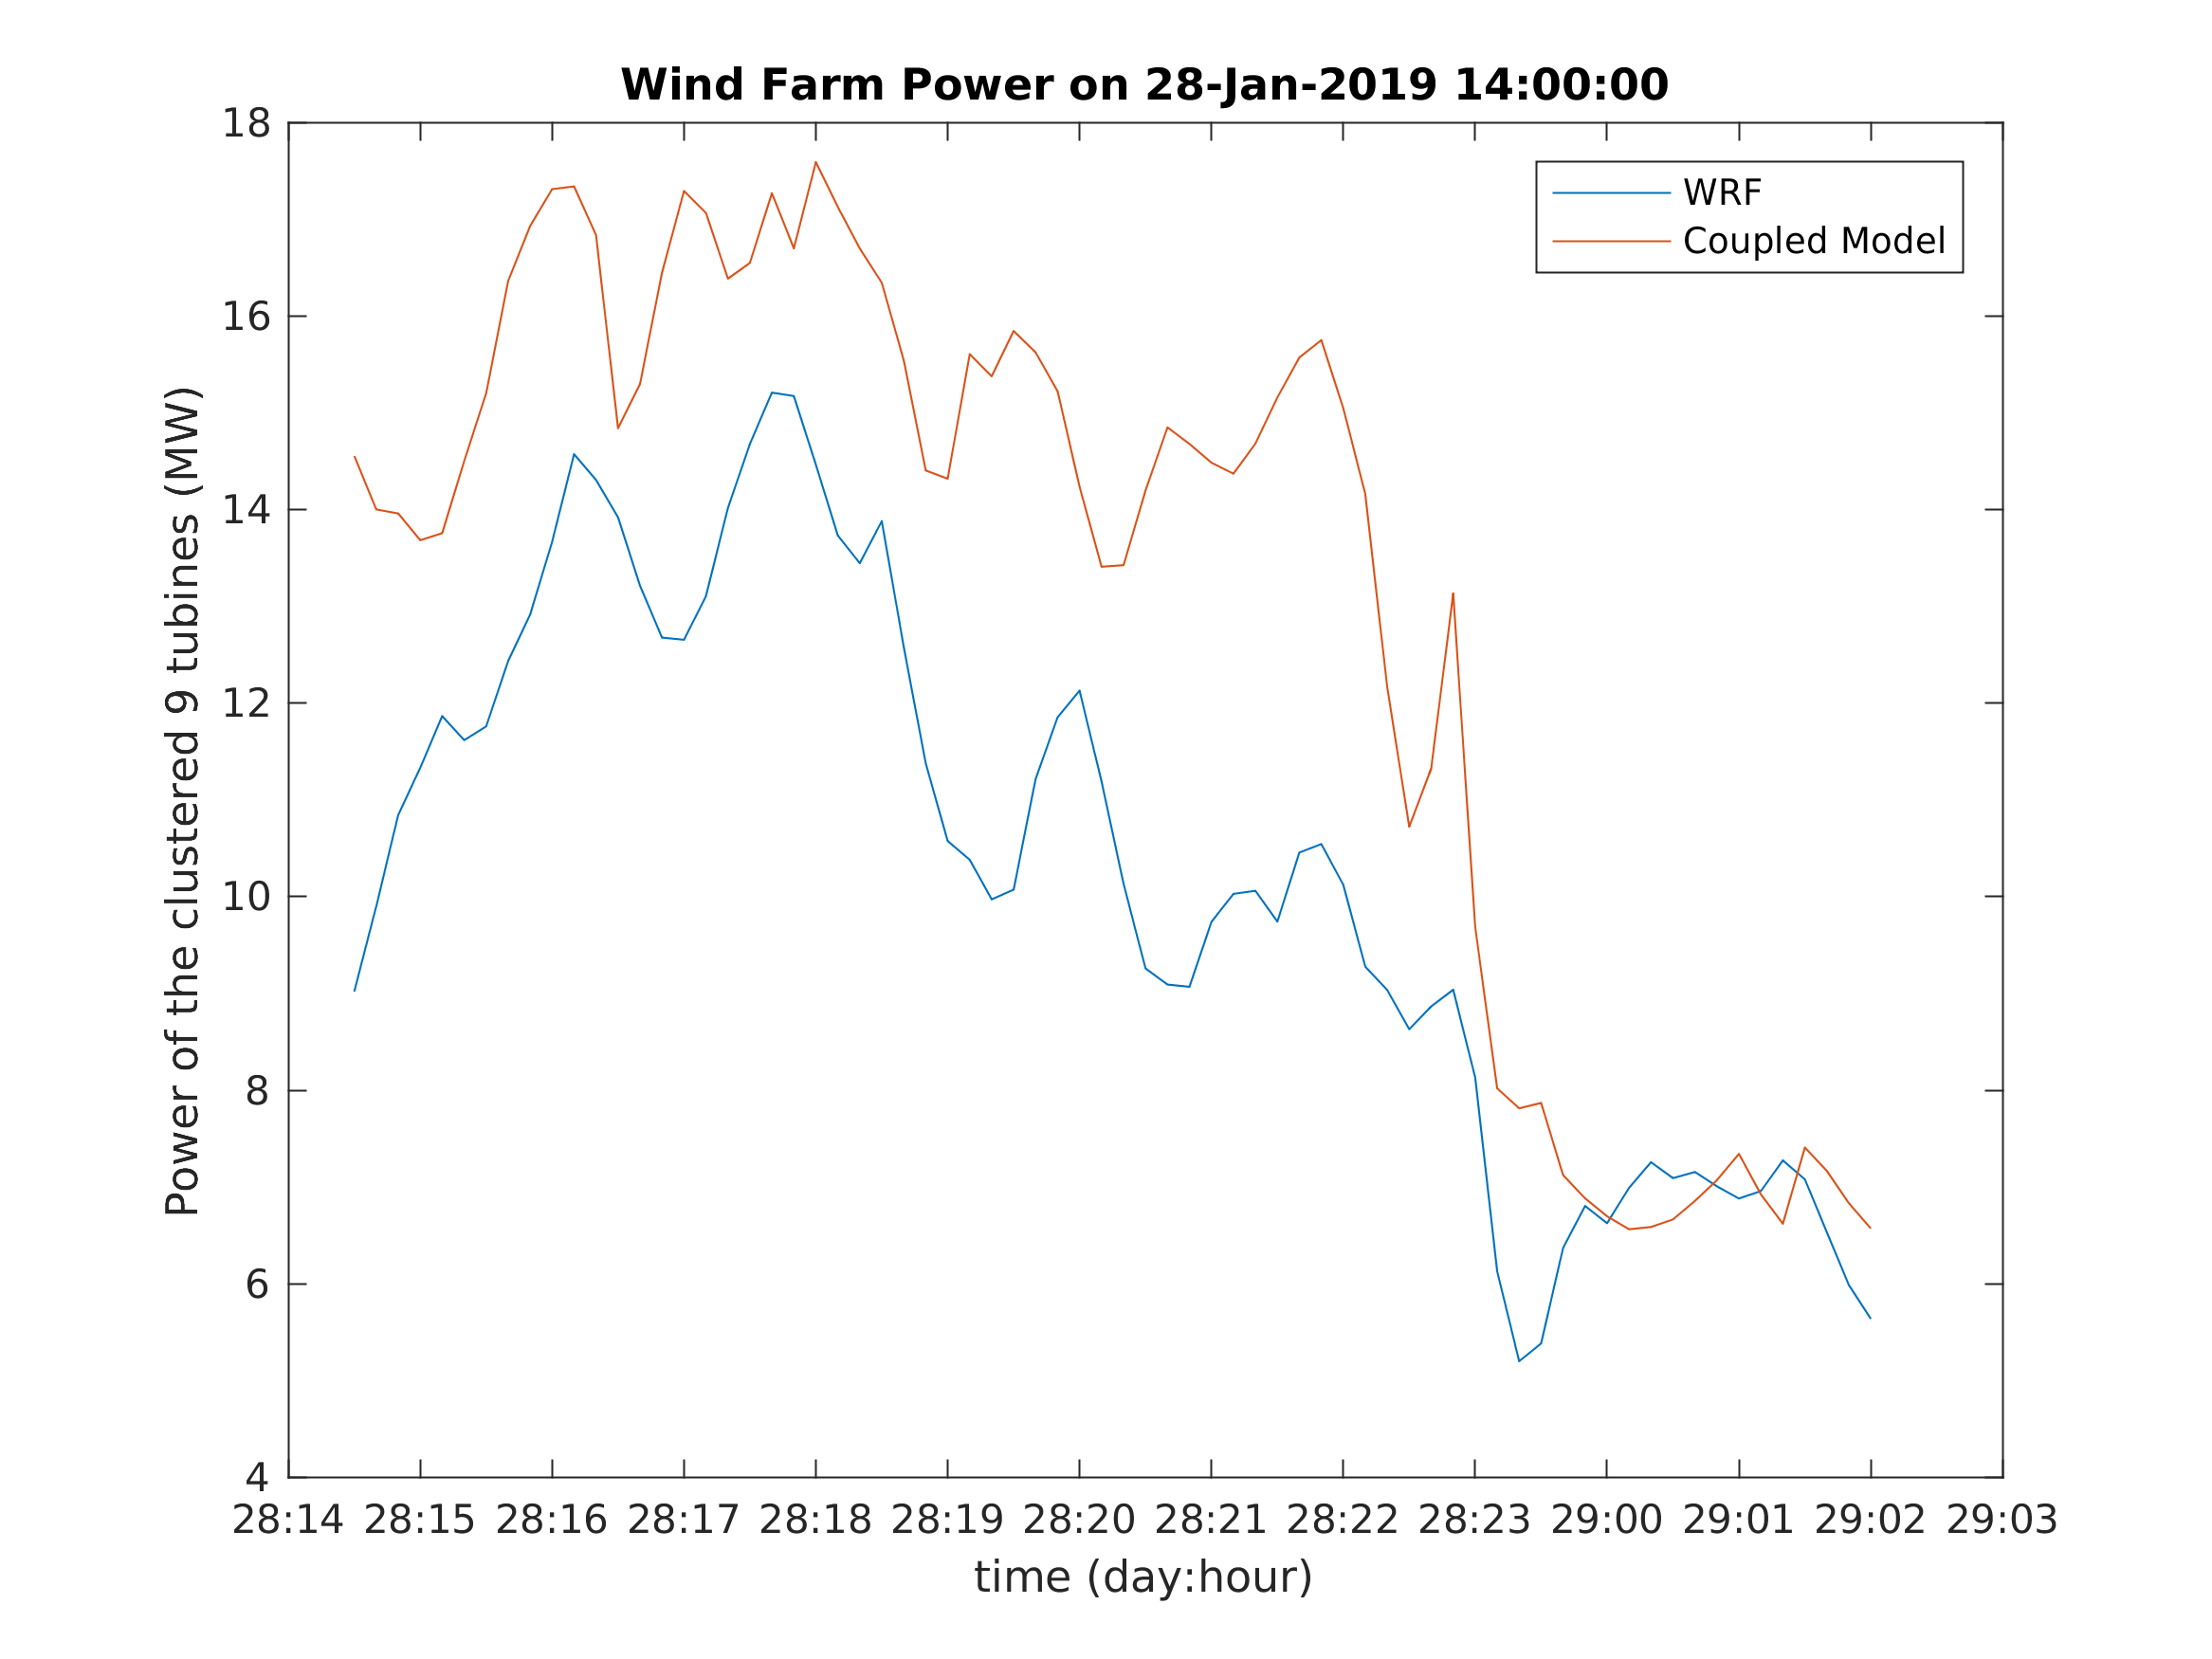 Wind Farm Power on 28-Jan-2019 14:00:00
WRF
Coupled Model
Power of the clustered 9 tubines (MW)
18
16
14
12
10
8
6
4
28:14 28:15 28:16 28:17 28:18 28:19 28:20 28:21 28:22 28:23 29:00 29:01 29:02 29:03
time (day:hour)